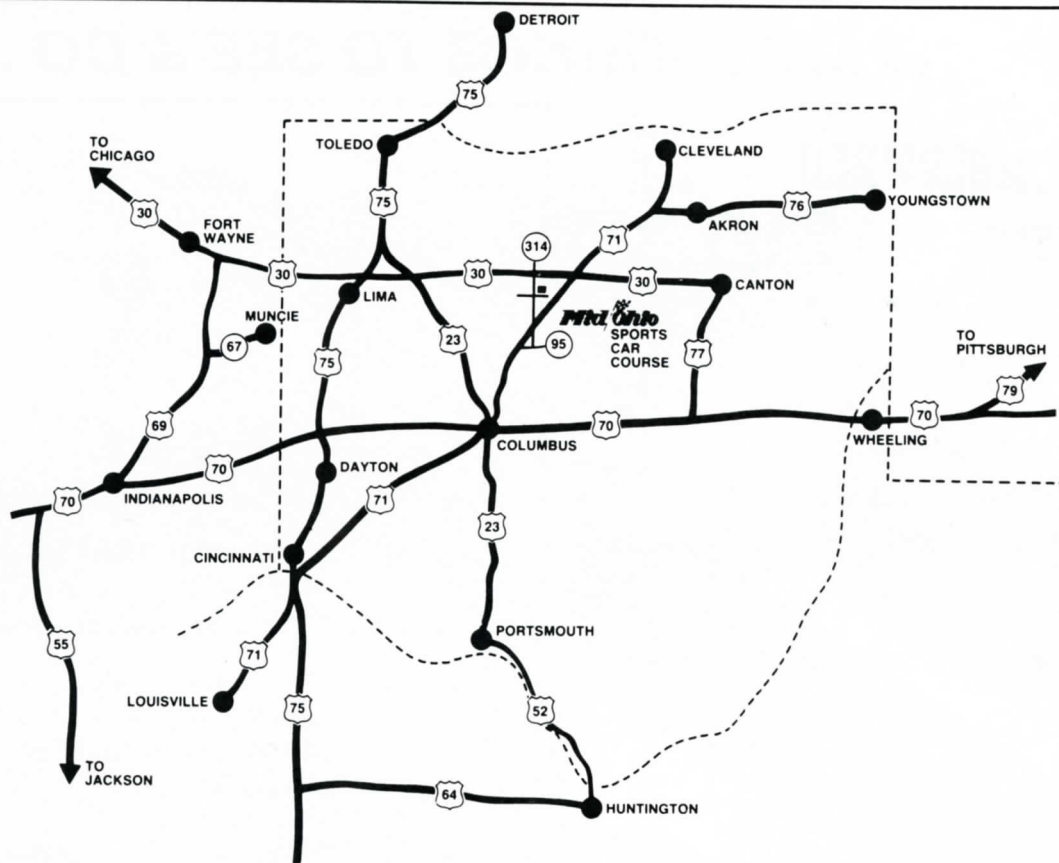 DETROIT
75
TOLEDO
CLEVELAND
TO
CHICAGO
30
75
76
YOUNGSTOWN
AKRON
FORT
WAYNE
71
314
30
30
30
CANTON
LIMA
MUNCIE
67
Mid Ohio
SPORTS
CAR
COURSE
95
23
75
77
TO
PITTSBURGH
79
69
COLUMBUS
70
WHEELING
70
70
DAYTON
INDIANAPOLIS
70
71
23
CINCINNATI
PORTSMOUTH
55
71
LOUISVILLE
75
52
TO
JACKSON
64
HUNTINGTON